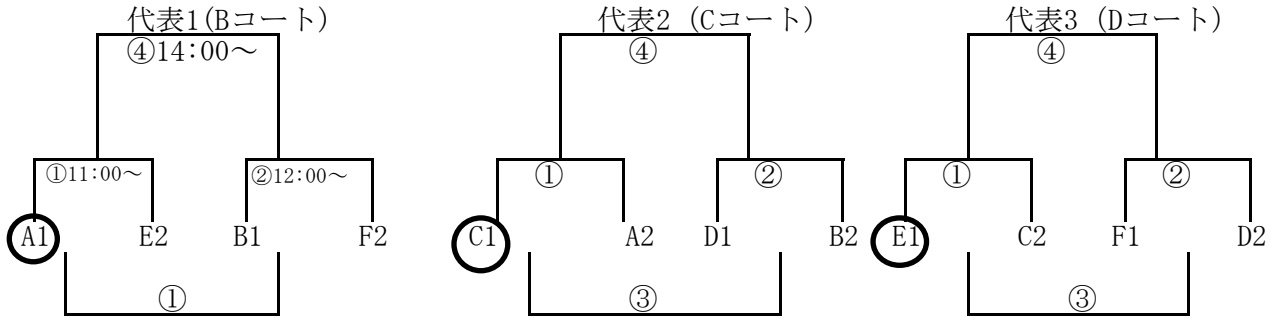 代表1(Bコート)
④14:00～
①11:00～ ②12:00～
A1 E2 B1 F2
①
代表2 (Cコート)
④
① ②
C1 A2 D1 B2
③
代表3 (Dコート)
④
① ②
E1 C2 F1 D2
③